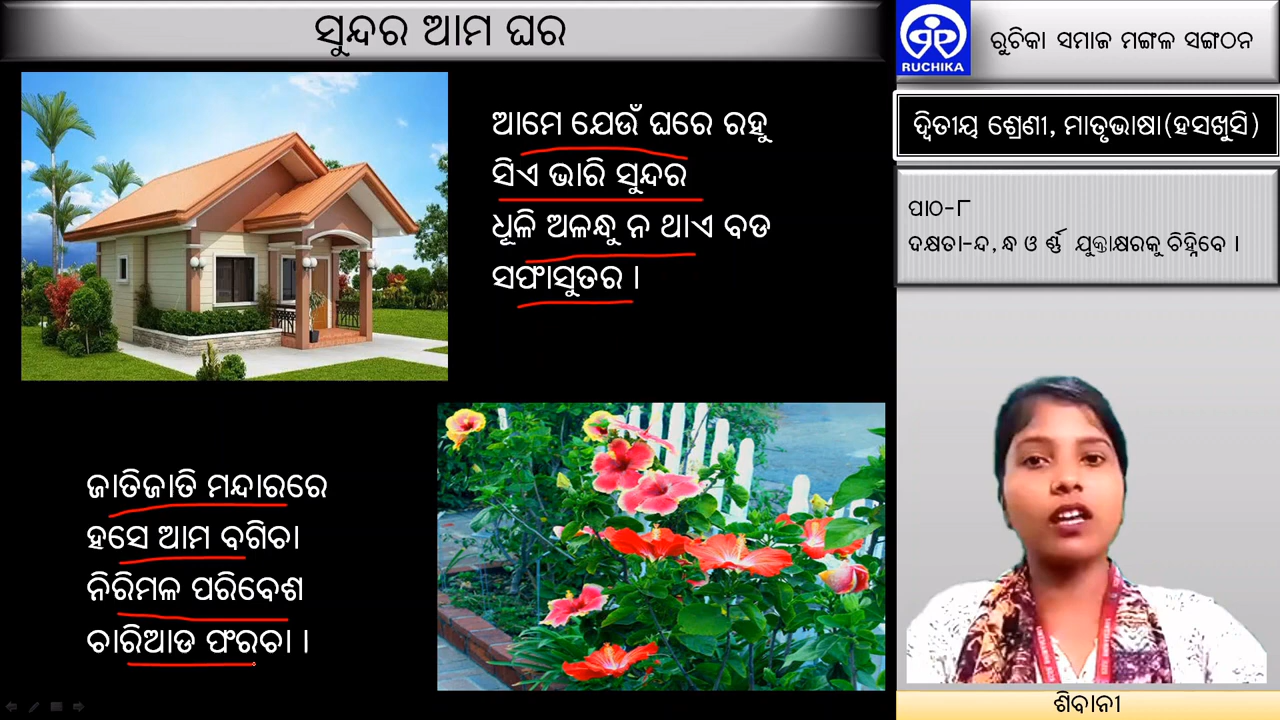 ସୁନ୍ଦର ଆମ ଘର
ଆମେ ଯେଉଁ ଘରେ ରହୁ
ସିଏ ଭାରି ସୁନ୍ଦର
ଧୂଳି ଅଳନ୍ଧୁ ନ ଥାଏ ବଡ
ସଫାସୁତର ।
ଜାତିଜାତି ମନ୍ଦାରରେ
ହସେ ଆମ ବଗିଚା
ନିରିମଳ ପରିବେଶ
ଚାରିଆଡ ଫରଚା ।
RUCHIKA
ରୁଚିକା ସମାଜ ମଙ୍ଗଳ ସଙ୍ଗଠନ
ଦ୍ୱିତୀୟ ଶ୍ରେଣୀ, ମାତୃଭାଷା(ହସଖୁସି)
ପାଠ-୮
ଦକ୍ଷତା-ନ୍ଦ, ନ୍ଧ ଓ ର୍ଣ୍ଣ ଯୁକ୍ତାକ୍ଷରକୁ ଚିହ୍ନିବେ ।
ଶିବାନୀ